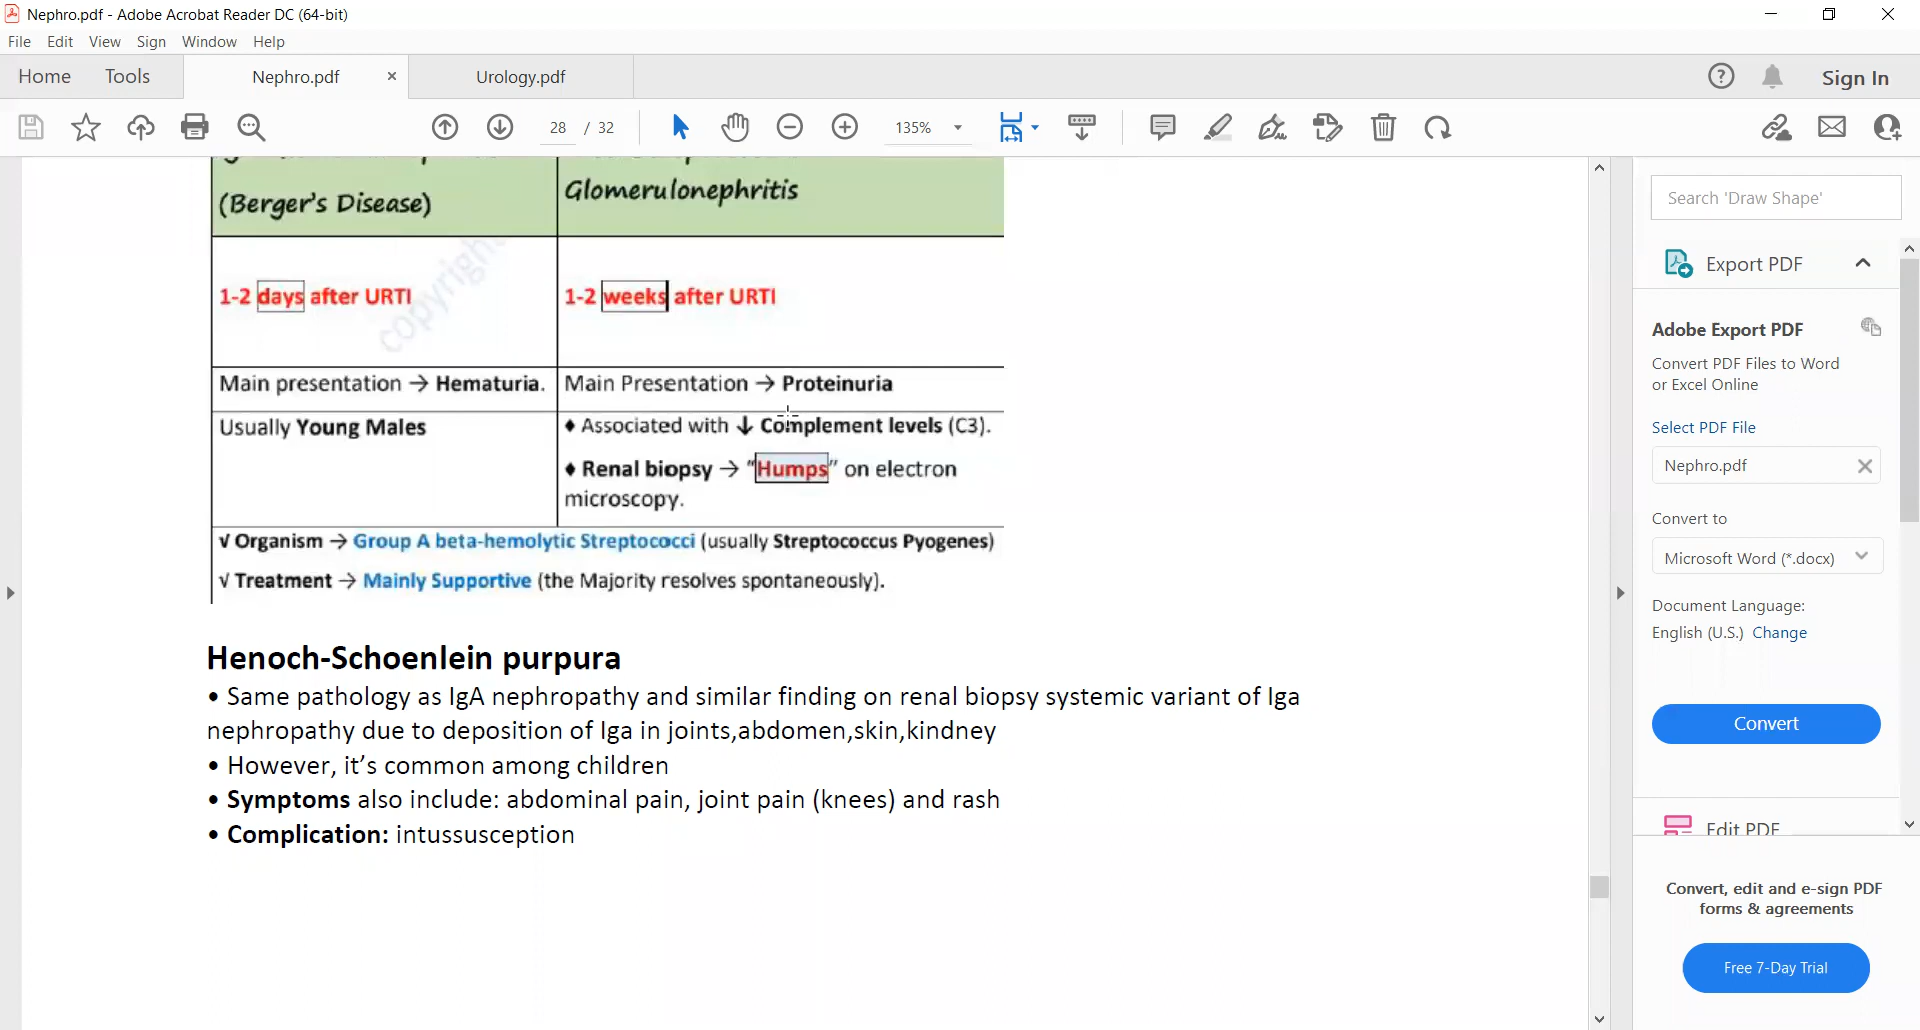 Nephro.pdf - Adobe Acrobat Reader DC (64-bit)
File Edit View Sign Window Help
Home Tools Nephro.pdf Urology.pdf Sign In
28 / 32 135%
(Berger's Disease)
Glomerulonephritis
1-2 days after URTI
1-2 weeks after URTI
copyright
Main presentation → Hematuria.
Main Presentation → Proteinuria
Usually Young Males
♦ Associated with ↓ Complement levels (C3).
♦ Renal biopsy → "Humps" on electron
microscopy.
√ Organism → Group A beta-hemolytic Streptococci (usually Streptococcus Pyogenes)
√ Treatment → Mainly Supportive (the Majority resolves spontaneously).
Henoch-Schoenlein purpura
• Same pathology as IgA nephropathy and similar finding on renal biopsy systemic variant of Iga
nephropathy due to deposition of Iga in joints,abdomen,skin,kindney
• However, it's common among children
• Symptoms also include: abdominal pain, joint pain (knees) and rash
• Complication: intussusception
Search 'Draw Shape'
Export PDF
Adobe Export PDF
Convert PDF Files to Word
or Excel Online
Select PDF File
Nephro.pdf
Convert to
Microsoft Word (*.docx)
Document Language:
English (U.S.) Change
Convert
Edit PDF
Convert, edit and e-sign PDF
forms & agreements
Free 7-Day Trial